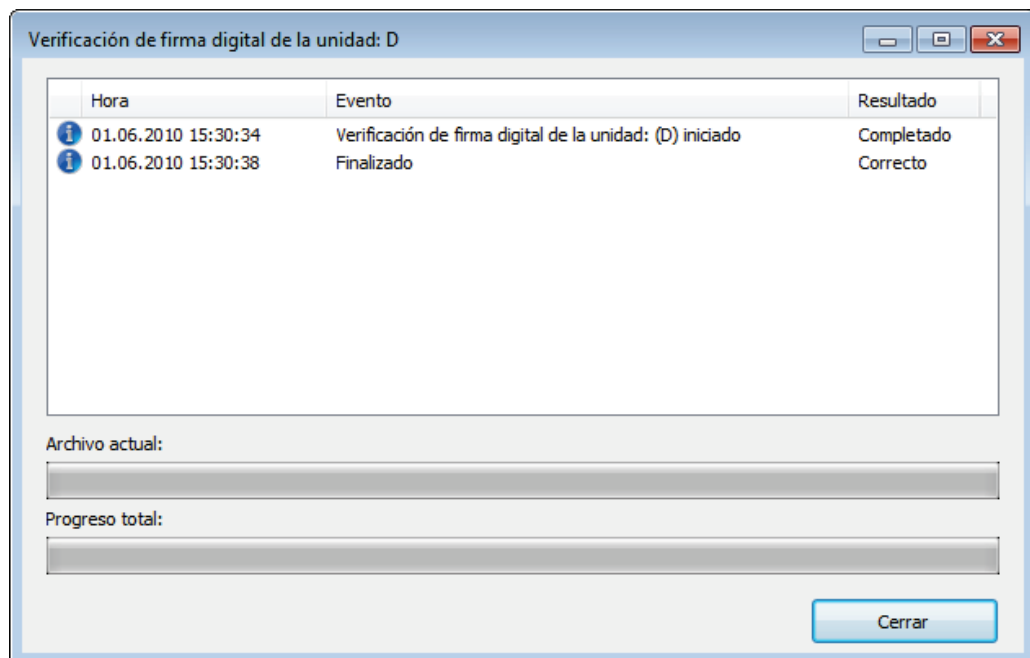 Verificación de firma digital de la unidad: D
Hora Evento Resultado
01.06.2010 15:30:34 Verificación de firma digital de la unidad: (D) iniciado Completado
01.06.2010 15:30:38 Finalizado Correcto
Archivo actual:
Progreso total:
Cerrar